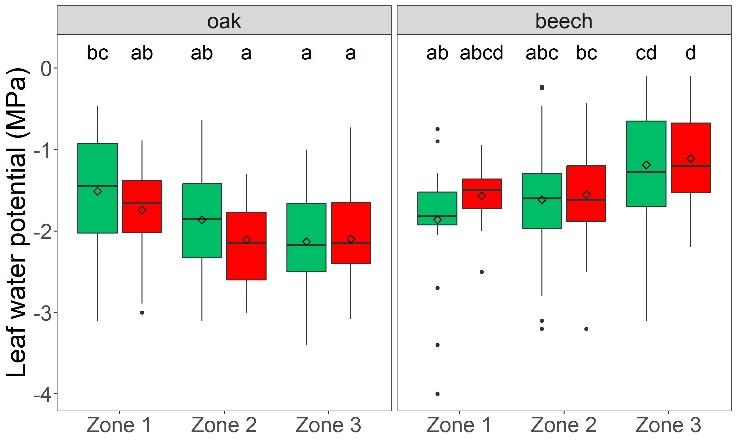 oak beech
bc ab ab a a a ab abcd abc bc cd d
Leaf water potential (MPa)
0
-1
-2
-3
-4
Zone 1 Zone 2 Zone 3 Zone 1 Zone 2 Zone 3